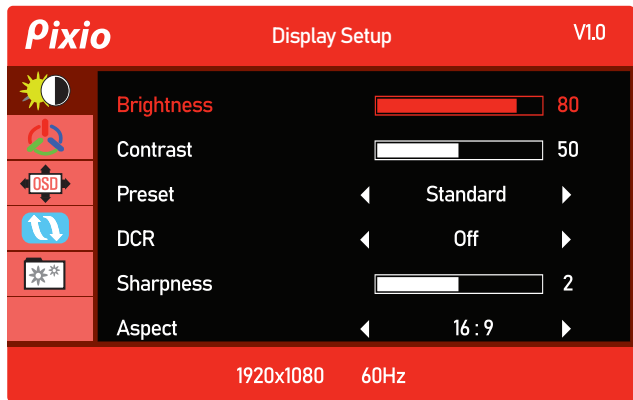 Pixio Display Setup V1.0
Brightness 80
Contrast 50
Preset Standard
OSD
DCR Off
Sharpness 2
Aspect 16 : 9
1920x1080 60Hz